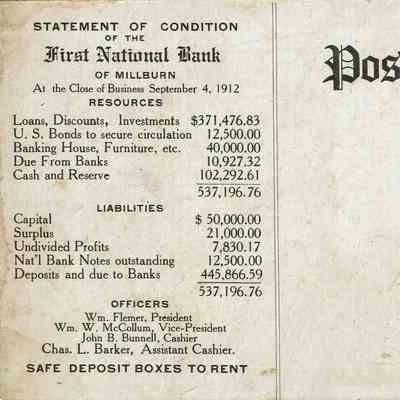 STATEMENT OF CONDITION
OF THE
First National Bank
OF MILLBURN
At the Close of Business September 4, 1912
RESOURCES
Loans, Discounts, Investments $371,476.83
U. S. Bonds to secure circulation 12,500.00
Banking House, Furniture, etc. 40,000.00
Due From Banks 10,927.32
Cash and Reserve 102,292.61
537,196.76
LIABILITIES
Capital $ 50,000.00
Surplus 21,000.00
Undivided Profits 7,830.17
Nat'l Bank Notes outstanding 12,500.00
Deposits and due to Banks 445,866.59
537,196.76
OFFICERS
Wm. Flemer, President
Wm. W. McCollum, Vice-President
John B. Bunnell, Cashier
Chas. L. Barker, Assistant Cashier.
SAFE DEPOSIT BOXES TO RENT
Pos